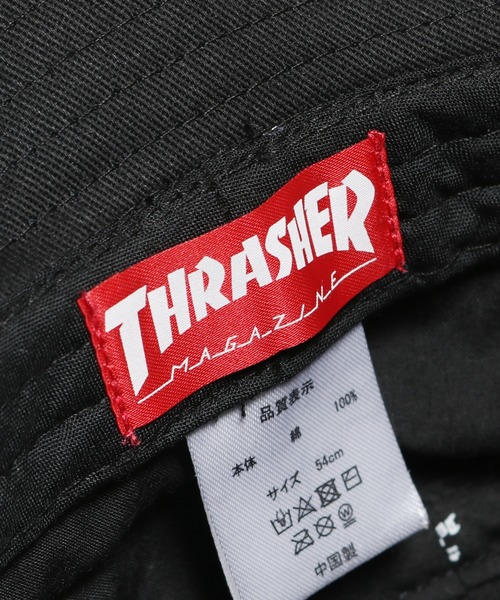 THRASHER
MAGAZINE
品質表示
本体 綿 100%
サイズ 54cm
中国製